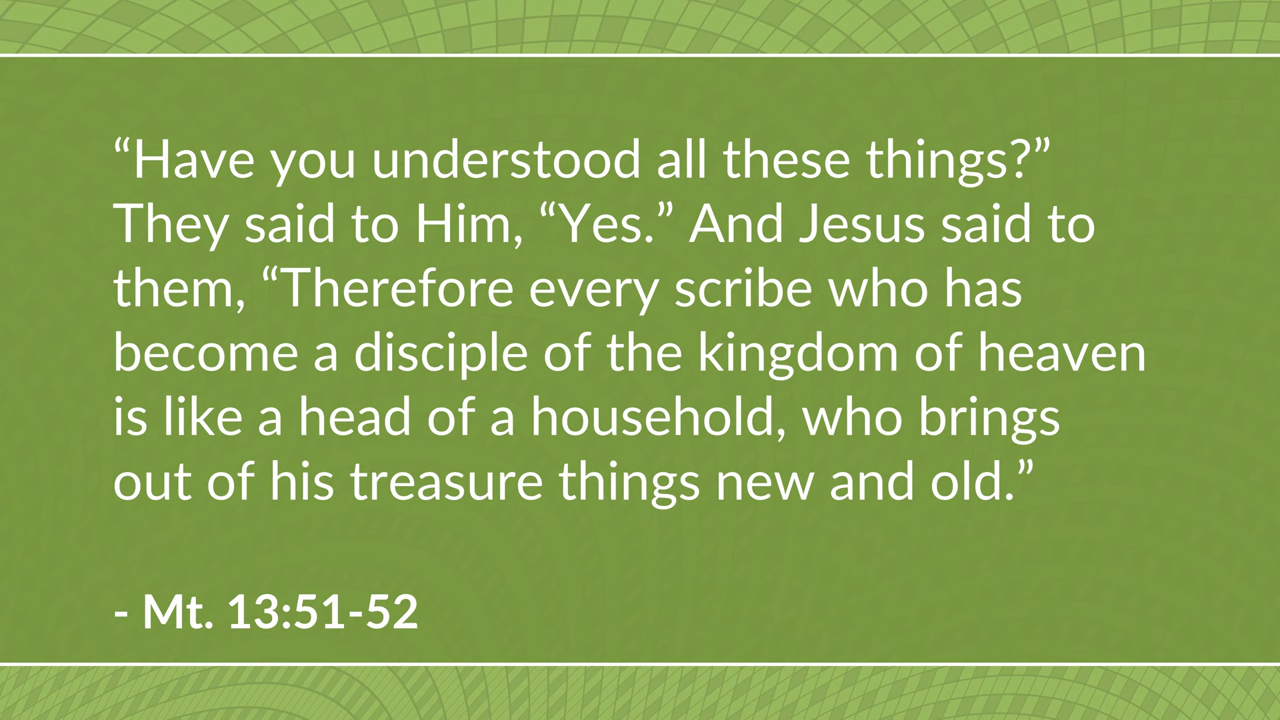 “Have you understood all these things?”
They said to Him, “Yes.” And Jesus said to
them, “Therefore every scribe who has
become a disciple of the kingdom of heaven
is like a head of a household, who brings
out of his treasure things new and old.”
- Mt. 13:51-52